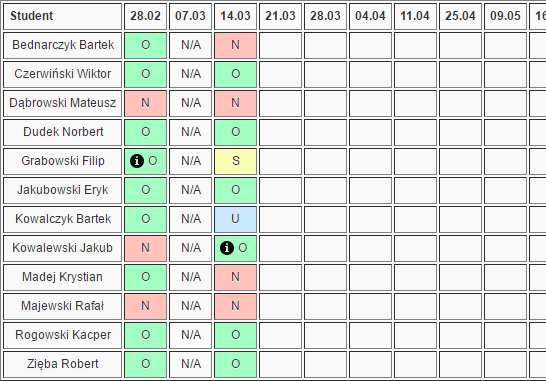 Student 28.02 07.03 14.03 21.03 28.03 04.04 11.04 25.04 09.05 16
Bednarczyk Bartek O N/A N
Czerwiński Wiktor O N/A O
Dąbrowski Mateusz N N/A N
Dudek Norbert O N/A O
Grabowski Filip i O N/A S
Jakubowski Eryk O N/A O
Kowalczyk Bartek O N/A U
Kowalewski Jakub N N/A i O
Madej Krystian O N/A N
Majewski Rafał N N/A N
Rogowski Kacper O N/A O
Zięba Robert O N/A O